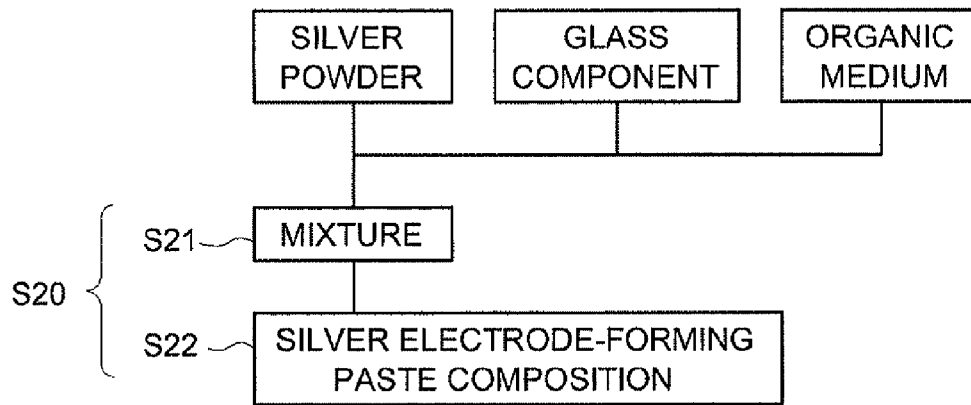 SILVER
POWDER
GLASS
COMPONENT
ORGANIC
MEDIUM
S20
S21
MIXTURE
S22
SILVER ELECTRODE-FORMING
PASTE COMPOSITION